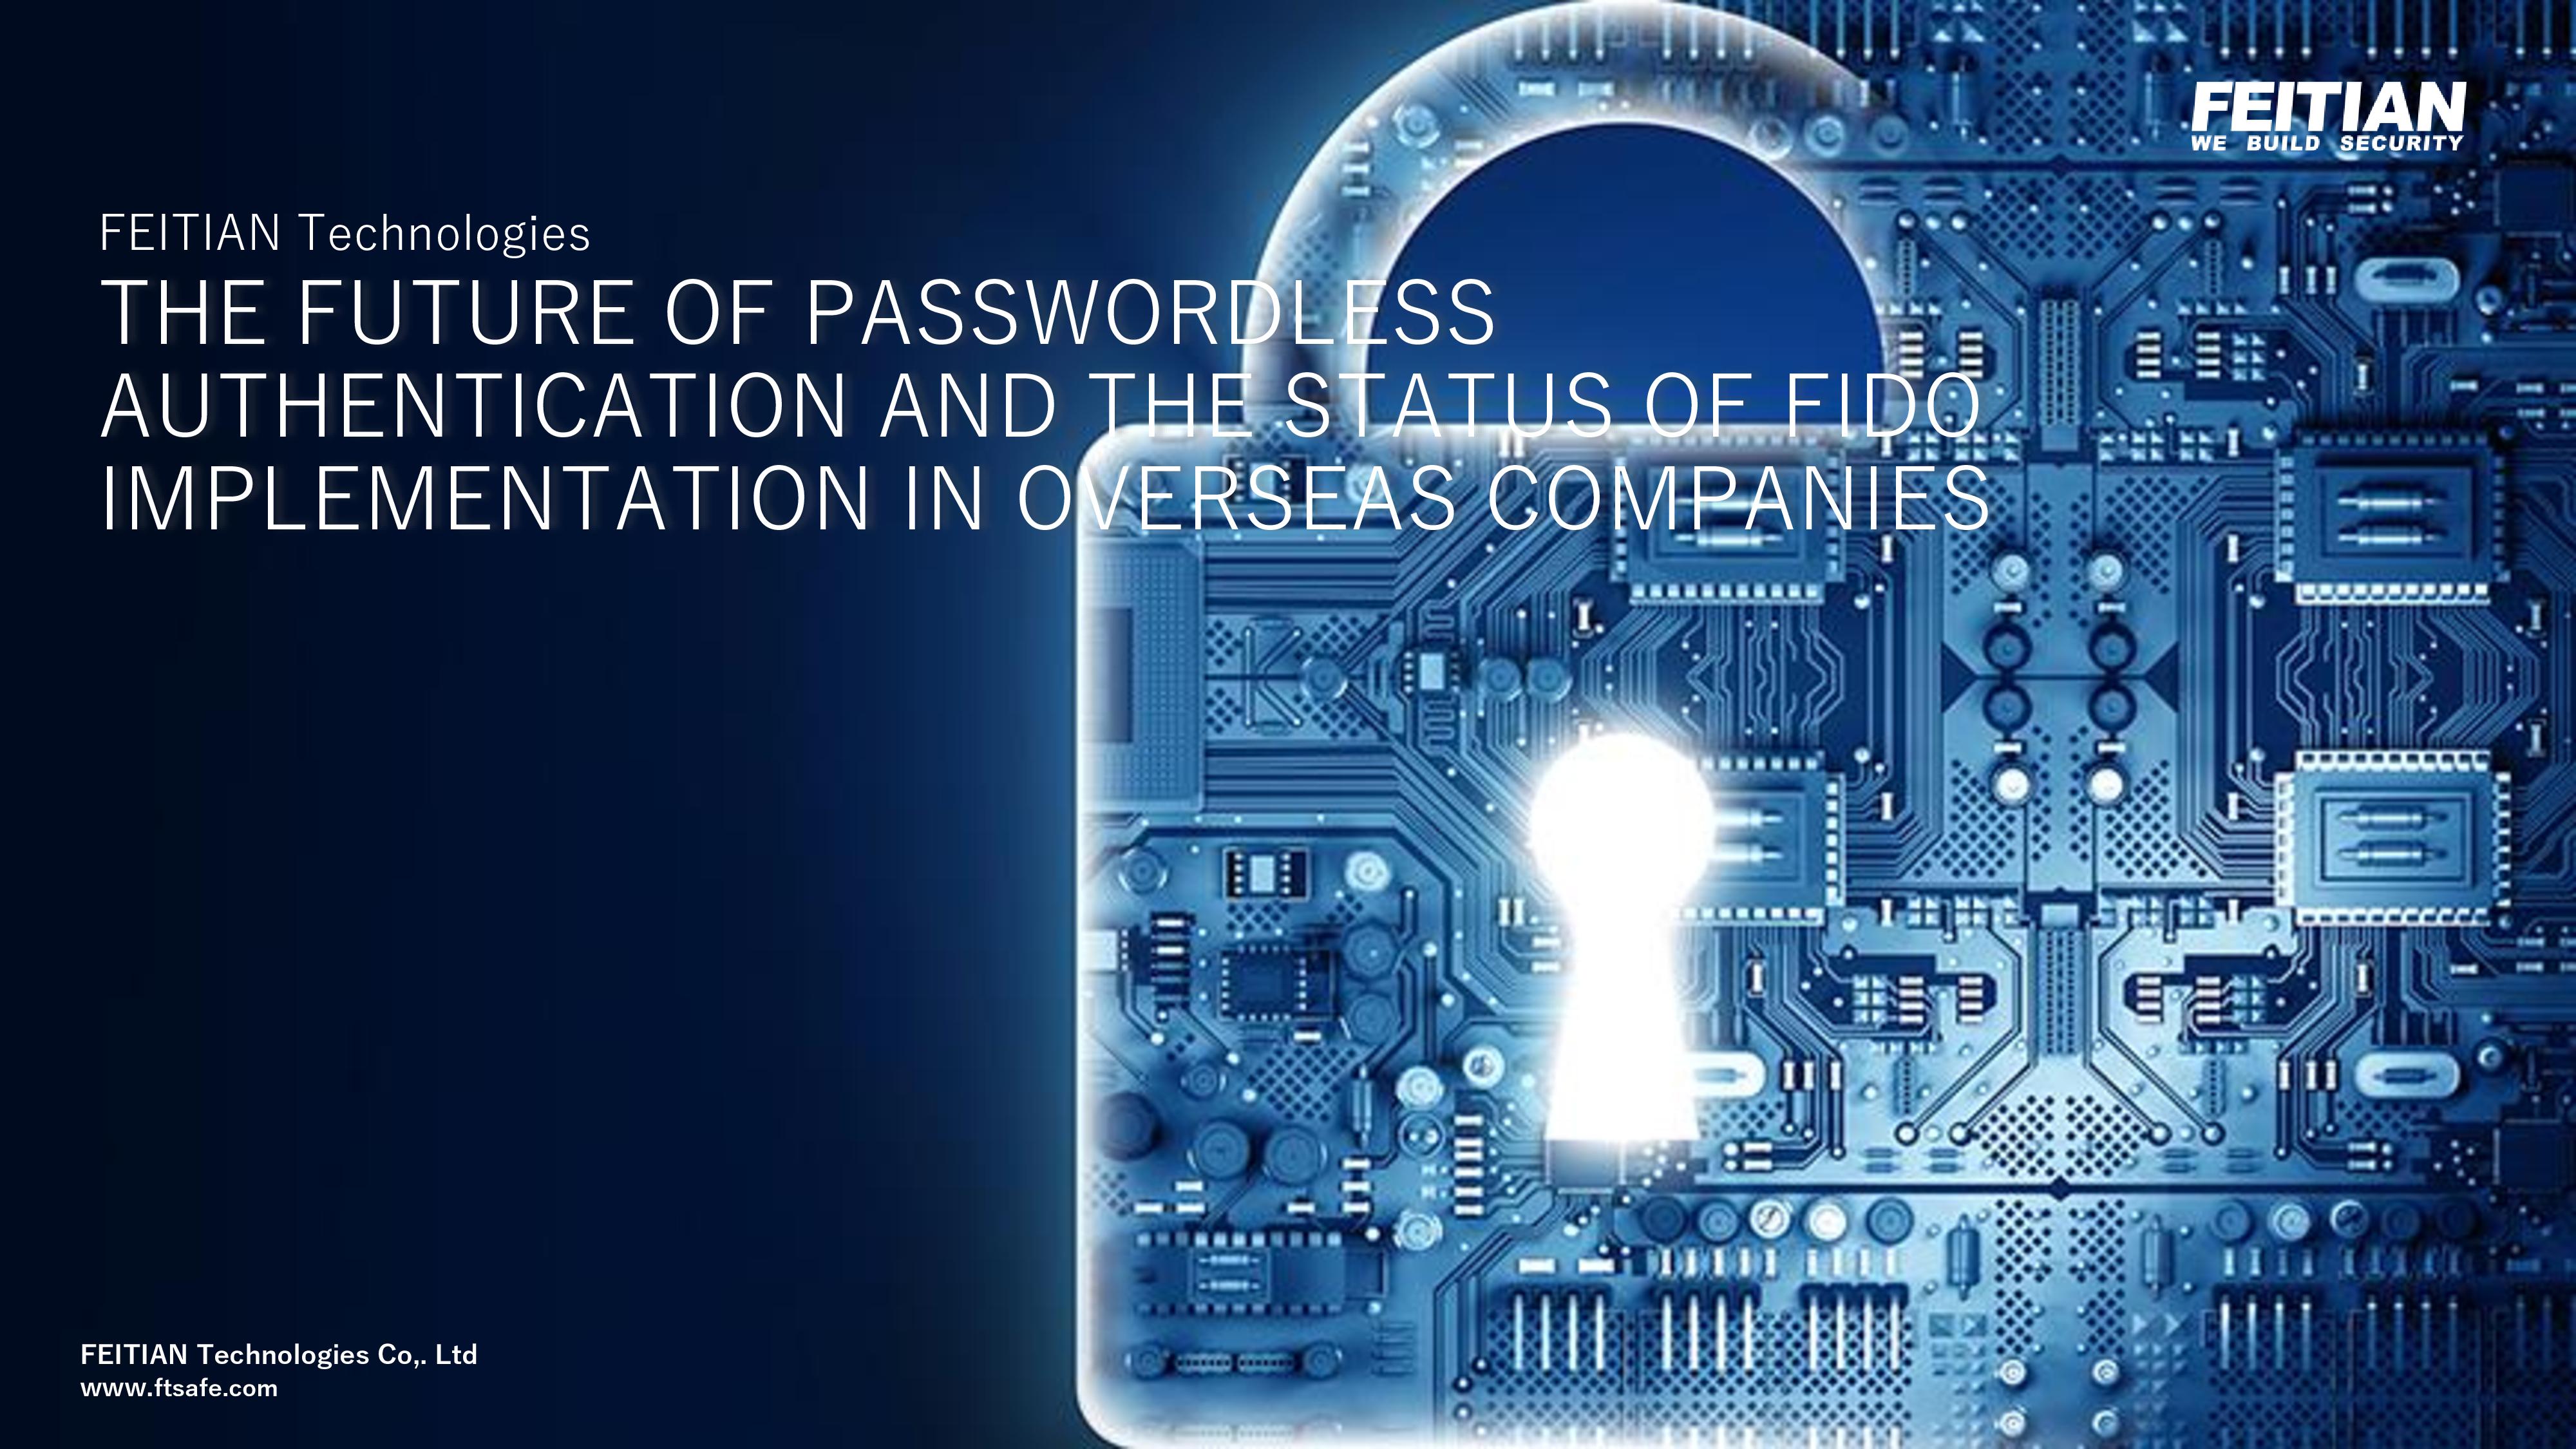 FEITIAN
WE BUILD SECURITY
FEITIAN Technologies
THE FUTURE OF PASSWORDLESS
AUTHENTICATION AND THE STATUS OF FIDO
IMPLEMENTATION IN OVERSEAS COMPANIES
FEITIAN Technologies Co,. Ltd
www.ftsafe.com